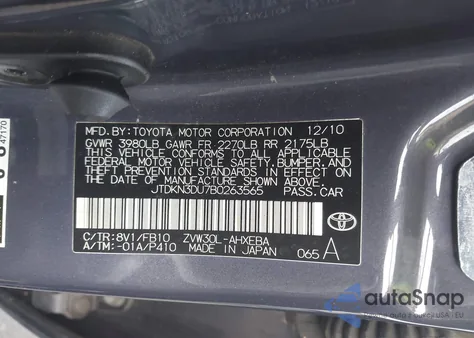 47170
MFD. BY: TOYOTA MOTOR CORPORATION 12/10
GVWR 3980LB GAWR FR 2270LB RR 2175LB
THIS VEHICLE CONFORMS TO ALL APPLICABLE
FEDERAL MOTOR VEHICLE SAFETY, BUMPER, AND
THEFT PREVENTION STANDARDS IN EFFECT ON
THE DATE OF MANUFACTURE SHOWN ABOVE.
JTDKN3DU7B0263565 PASS.CAR
C/TR:8V1/FB10 ZVW30L-AHXEBA
A/TM:-01A/P410 MADE IN JAPAN 065 A
TOYOTA
autoSnap